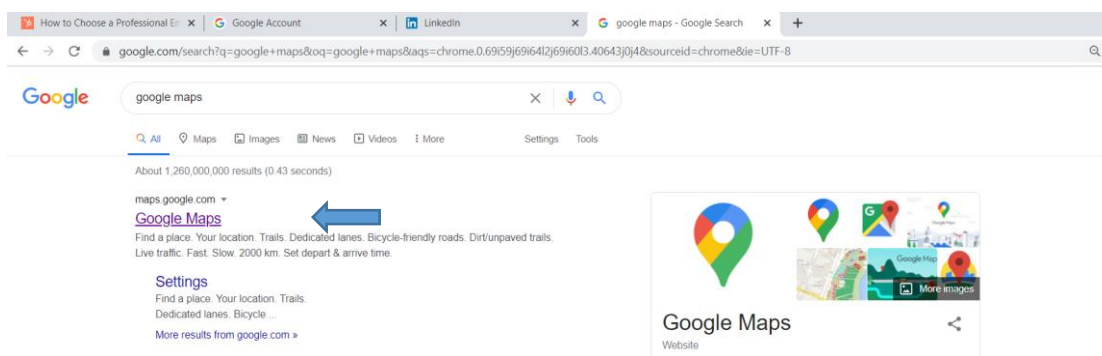 How to Choose a Professional Em
Google Account
LinkedIn
google maps - Google Search
google.com/search?q=google+maps&oq=google+maps&aqs=chrome.0.69i59j69i64l2j69i60l3.40643j0j4&sourceid=chrome&ie=UTF-8
Google
google maps
All Maps Images News Videos More Settings Tools
About 1,260,000,000 results (0.43 seconds)
maps.google.com
Google Maps
Find a place. Your location. Trails. Dedicated lanes. Bicycle-friendly roads. Dirt/unpaved trails.
Live traffic. Fast. Slow. 2000 km. Set depart & arrive time.
Settings
Find a place. Your location. Trails.
Dedicated lanes. Bicycle ...
More results from google.com »
Google Map
More images
Google Maps
Website